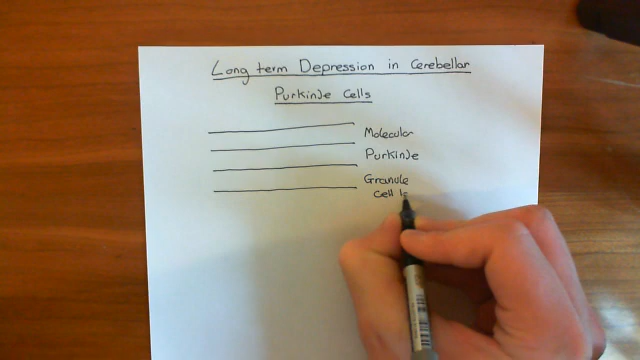 Long term Depression in Cerebellar
Purkinje Cells
Molecular
Purkinje
Granule
Cell